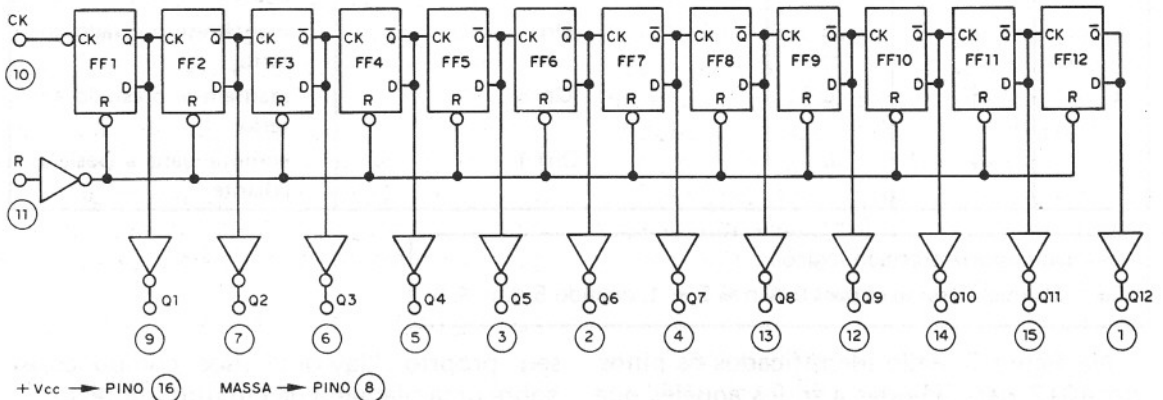 CK
10
CK Q FF1 D R
CK Q FF2 D R
CK Q FF3 D R
CK Q FF4 D R
CK Q FF5 D R
CK Q FF6 D R
CK Q FF7 D R
CK Q FF8 D R
CK Q FF9 D R
CK Q FF10 D R
CK Q FF11 D R
CK Q FF12 D R
R
11
Q1 Q2 Q3 Q4 Q5 Q6 Q7 Q8 Q9 Q10 Q11 Q12
9 7 6 5 3 2 4 13 12 14 15 1
+ Vcc → PINO 16 MASSA → PINO 8